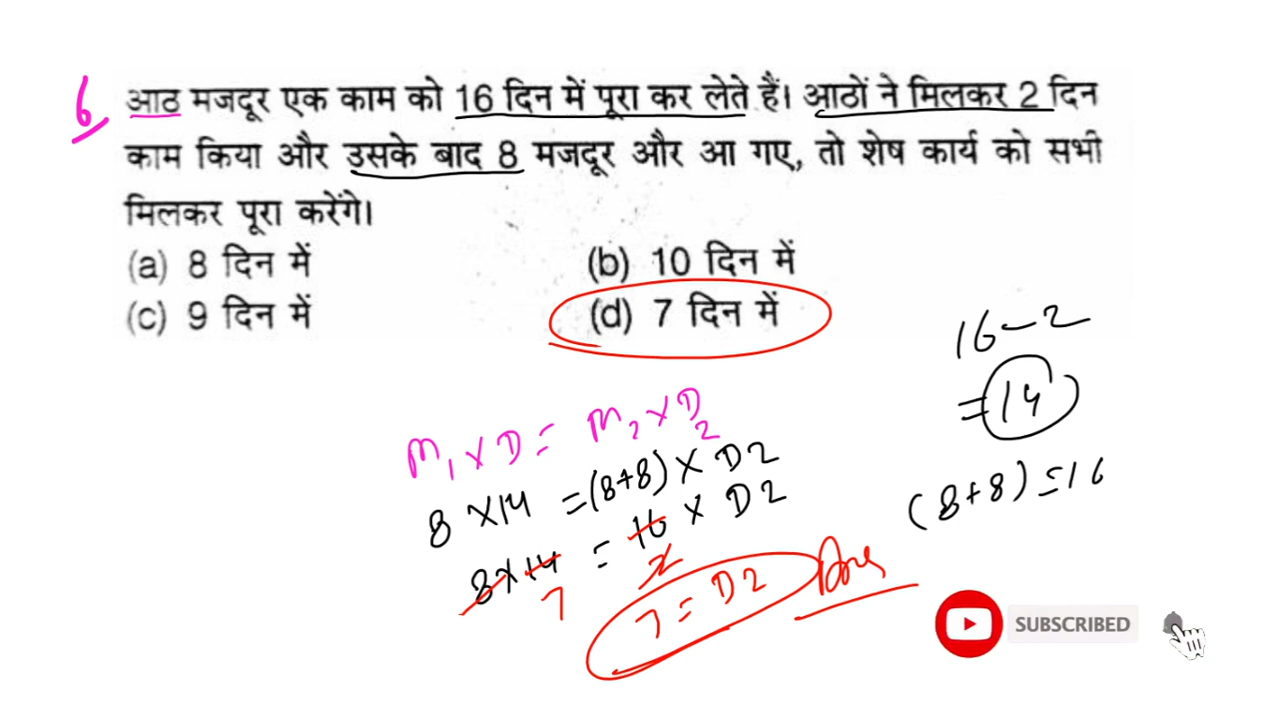 6 आठ मजदूर एक काम को 16 दिन में पूरा कर लेते हैं। आठों ने मिलकर 2 दिन
काम किया और उसके बाद 8 मजदूर और आ गए, तो शेष कार्य को सभी
मिलकर पूरा करेंगे।
(a) 8 दिन में (b) 10 दिन में
(c) 9 दिन में (d) 7 दिन में
16-2
=14
M1 × D = M2 × D2
8 × 14 = (8+8) × D2
(8+8) = 16
8×14 = 16 × D2
7 2
7 = D2 Ans
SUBSCRIBED